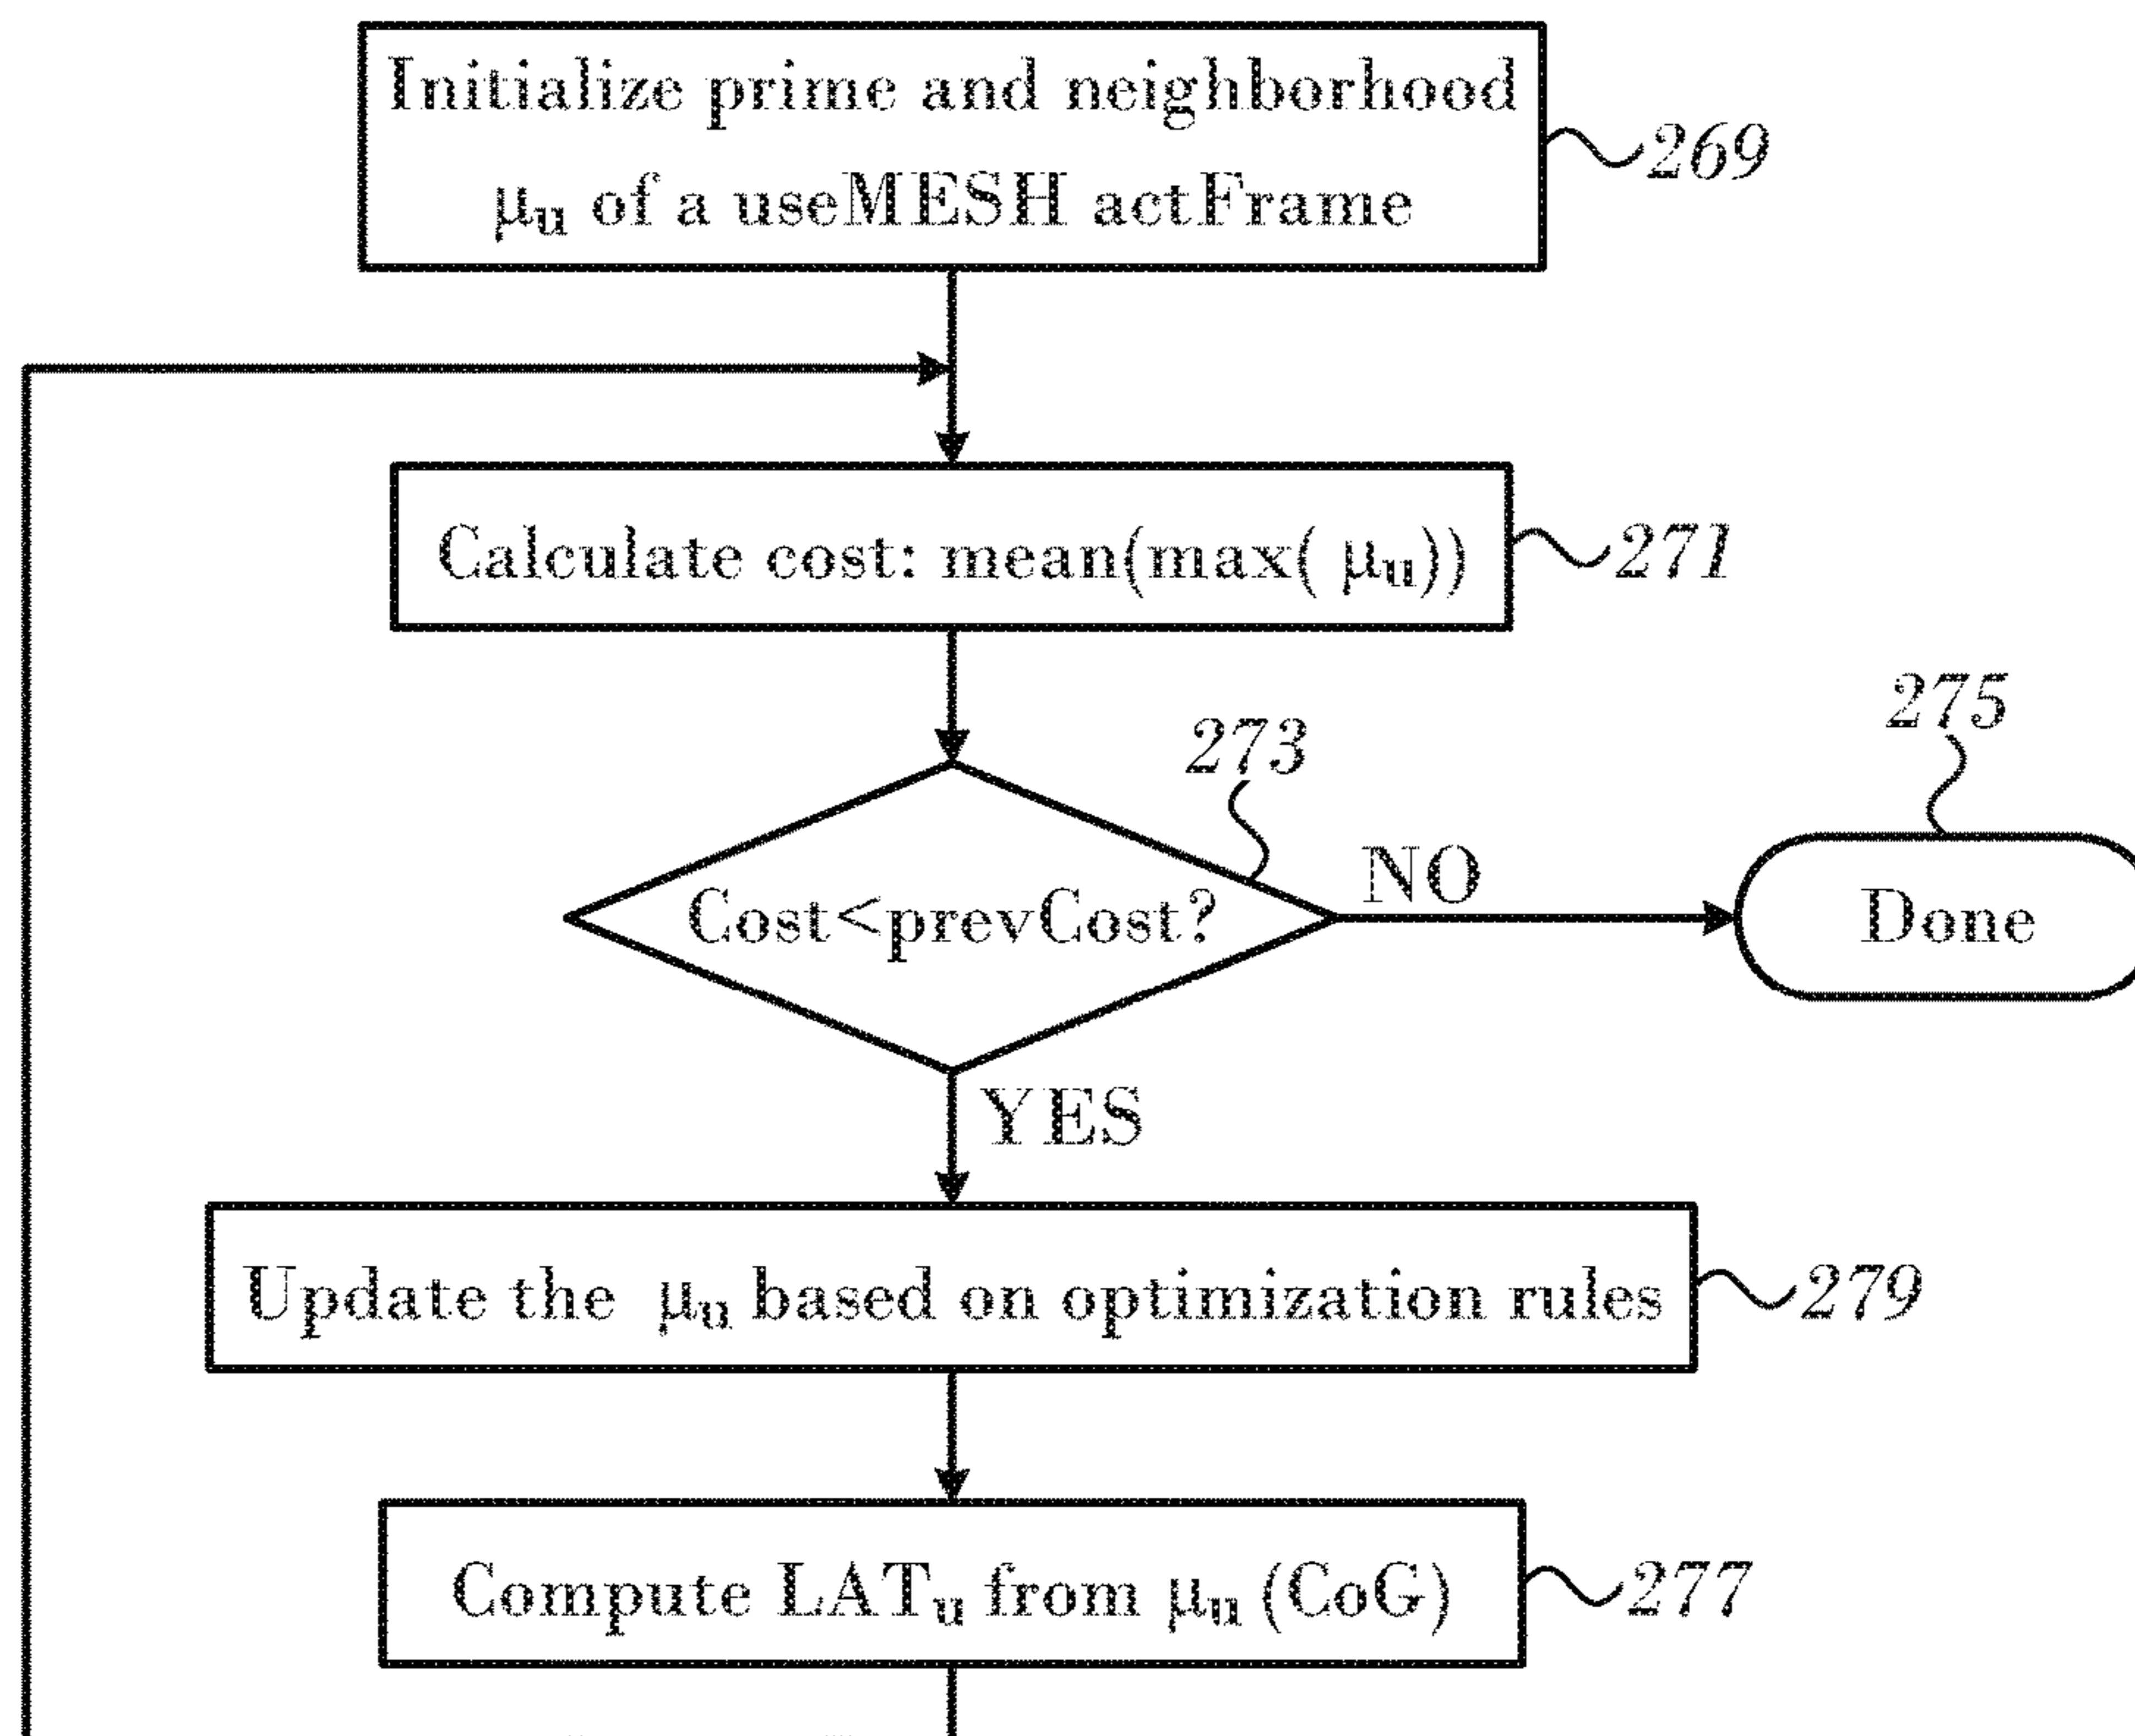 Initialize prime and neighborhood
μu of a useMESH actFrame
269
Calculate cost: mean(max( μu))
271
273
275
Cost<prevCost?
NO
Done
YES
Update the μu based on optimization rules
279
Compute LATu from μu (CoG)
277